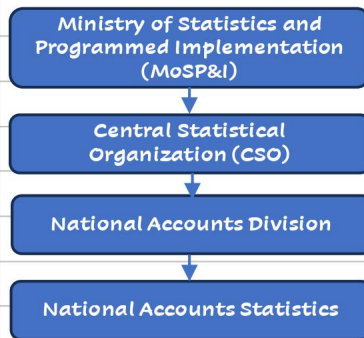 Ministry of Statistics and
Programmed Implementation
(MoSP&I)
Central Statistical
Organization (CSO)
National Accounts Division
National Accounts Statistics